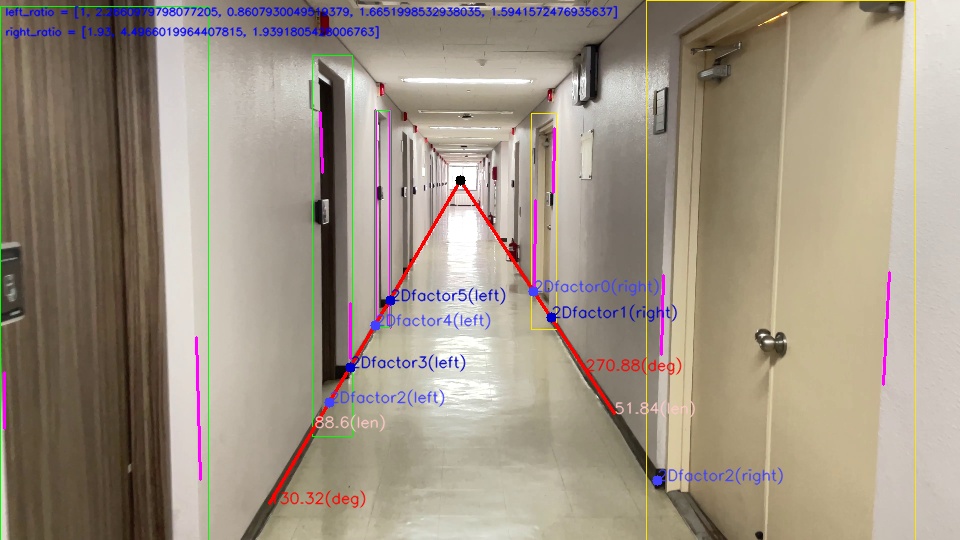 left_ratio = [1, 2.2660979798077205, 0.8607930049519379, 1.6651998532938035, 1.5941572476935637]
right_ratio = [1.93, 4.4966019964407815, 1.9391805428006763]
2Dfactor0(right)
2Dfactor5(left)
2Dfactor1(right)
2Dfactor4(left)
2Dfactor3(left)
270.88(deg)
2Dfactor2(left)
51.84(len)
88.6(len)
2Dfactor2(right)
30.32(deg)